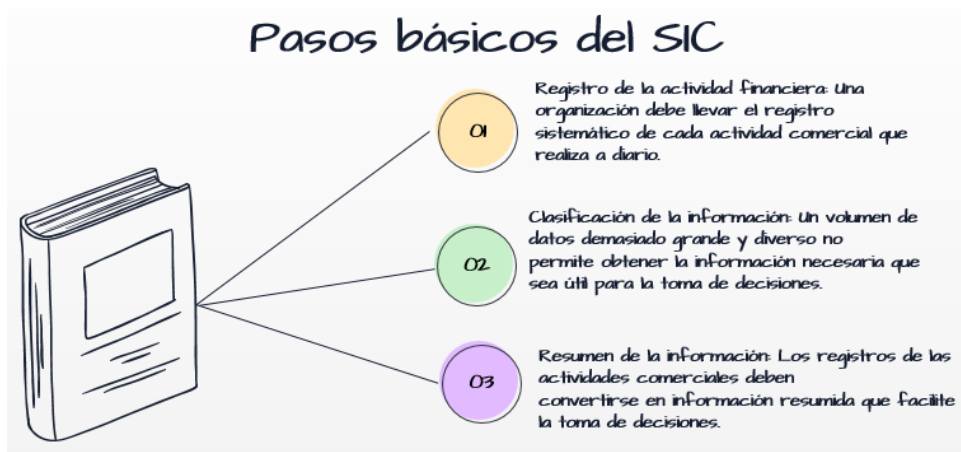 Pasos básicos del SIC
01
Registro de la actividad financiera: Una
organización debe llevar el registro
sistemático de cada actividad comercial que
realiza a diario.
02
Clasificación de la información: Un volumen de
datos demasiado grande y diverso no
permite obtener la información necesaria que
sea útil para la toma de decisiones.
03
Resumen de la información: Los registros de las
actividades comerciales deben
convertirse en información resumida que facilite
la toma de decisiones.